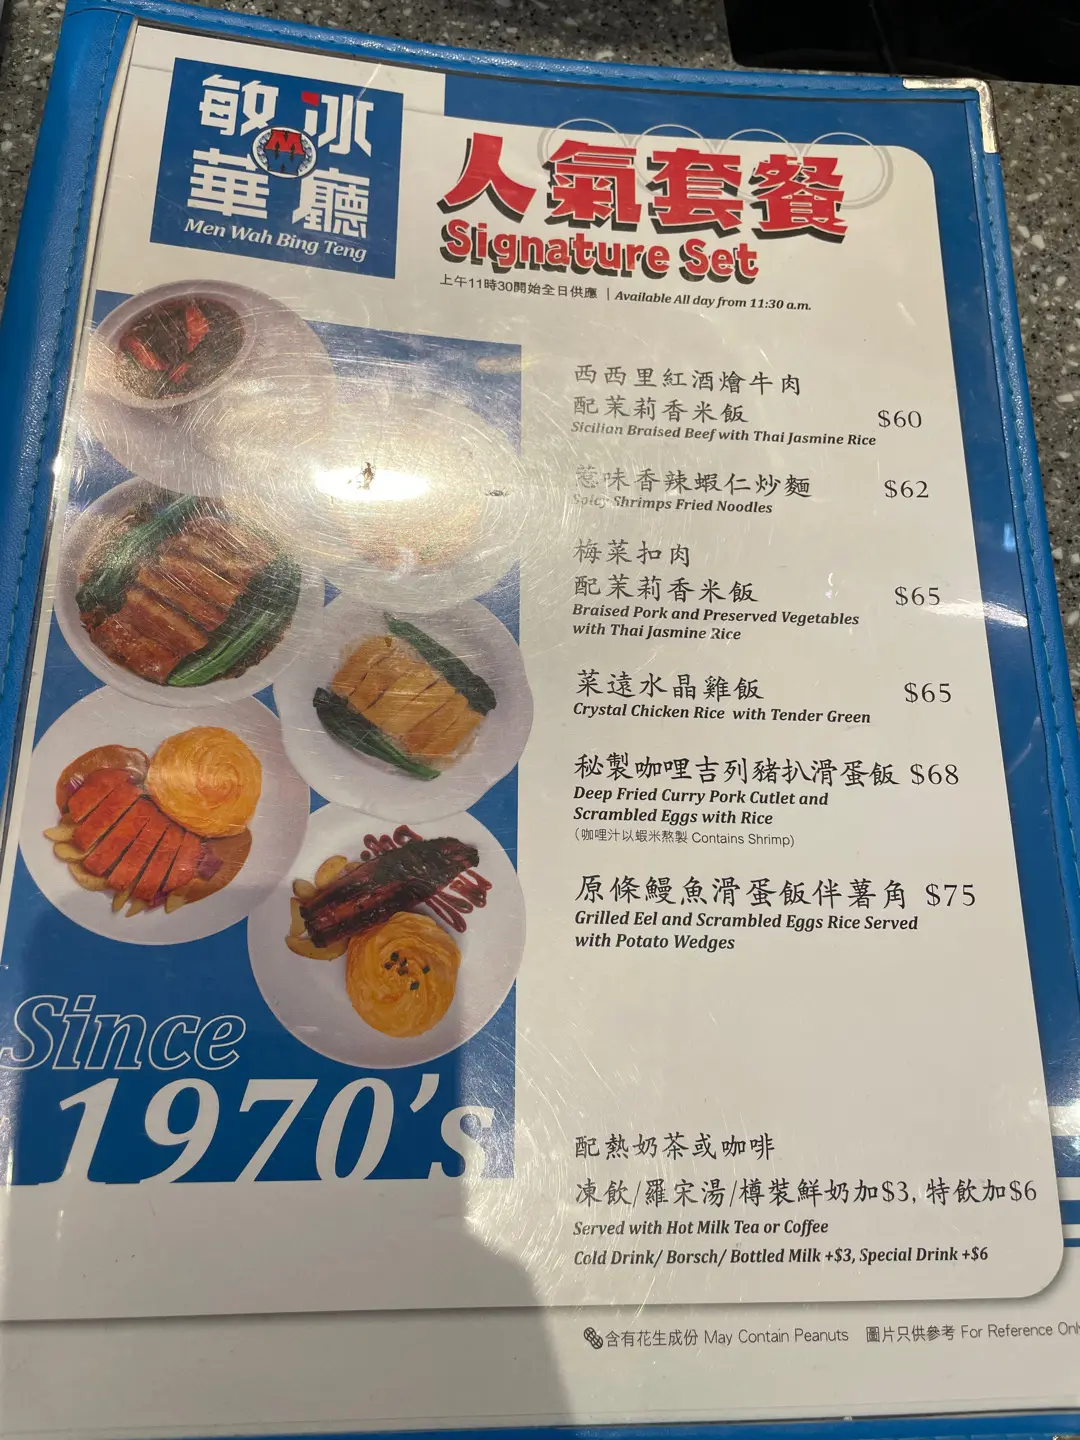 敏華冰廳
Men Wah Bing Teng
人氣套餐
Signature Set
上午11時30開始全日供應 | Available All day from 11:30 a.m.
西西里紅酒燴牛肉
配茉莉香米飯 $60
Sicilian Braised Beef with Thai Jasmine Rice
惹味香辣蝦仁炒麵 $62
Spicy Shrimps Fried Noodles
梅菜扣肉
配茉莉香米飯 $65
Braised Pork and Preserved Vegetables
with Thai Jasmine Rice
菜遠水晶雞飯 $65
Crystal Chicken Rice with Tender Green
秘製咖哩吉列豬扒滑蛋飯 $68
Deep Fried Curry Pork Cutlet and
Scrambled Eggs with Rice
(咖哩汁以蝦米熬製 Contains Shrimp)
原條鰻魚滑蛋飯伴薯角 $75
Grilled Eel and Scrambled Eggs Rice Served
with Potato Wedges
Since
1970's
配熱奶茶或咖啡
凍飲/羅宋湯/樽裝鮮奶加$3, 特飲加$6
Served with Hot Milk Tea or Coffee
Cold Drink/ Borsch/ Bottled Milk +$3, Special Drink +$6
含有花生成份 May Contain Peanuts 圖片只供參考 For Reference Only